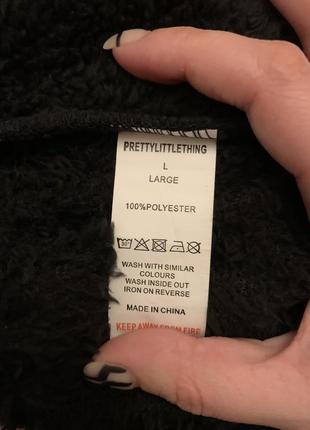 PRETTYLITTLETHING
L
LARGE
100%POLYESTER
WASH WITH SIMILAR
COLOURS
WASH INSIDE OUT
IRON ON REVERSE
MADE IN CHINA
KEEP AWAY FROM FIRE